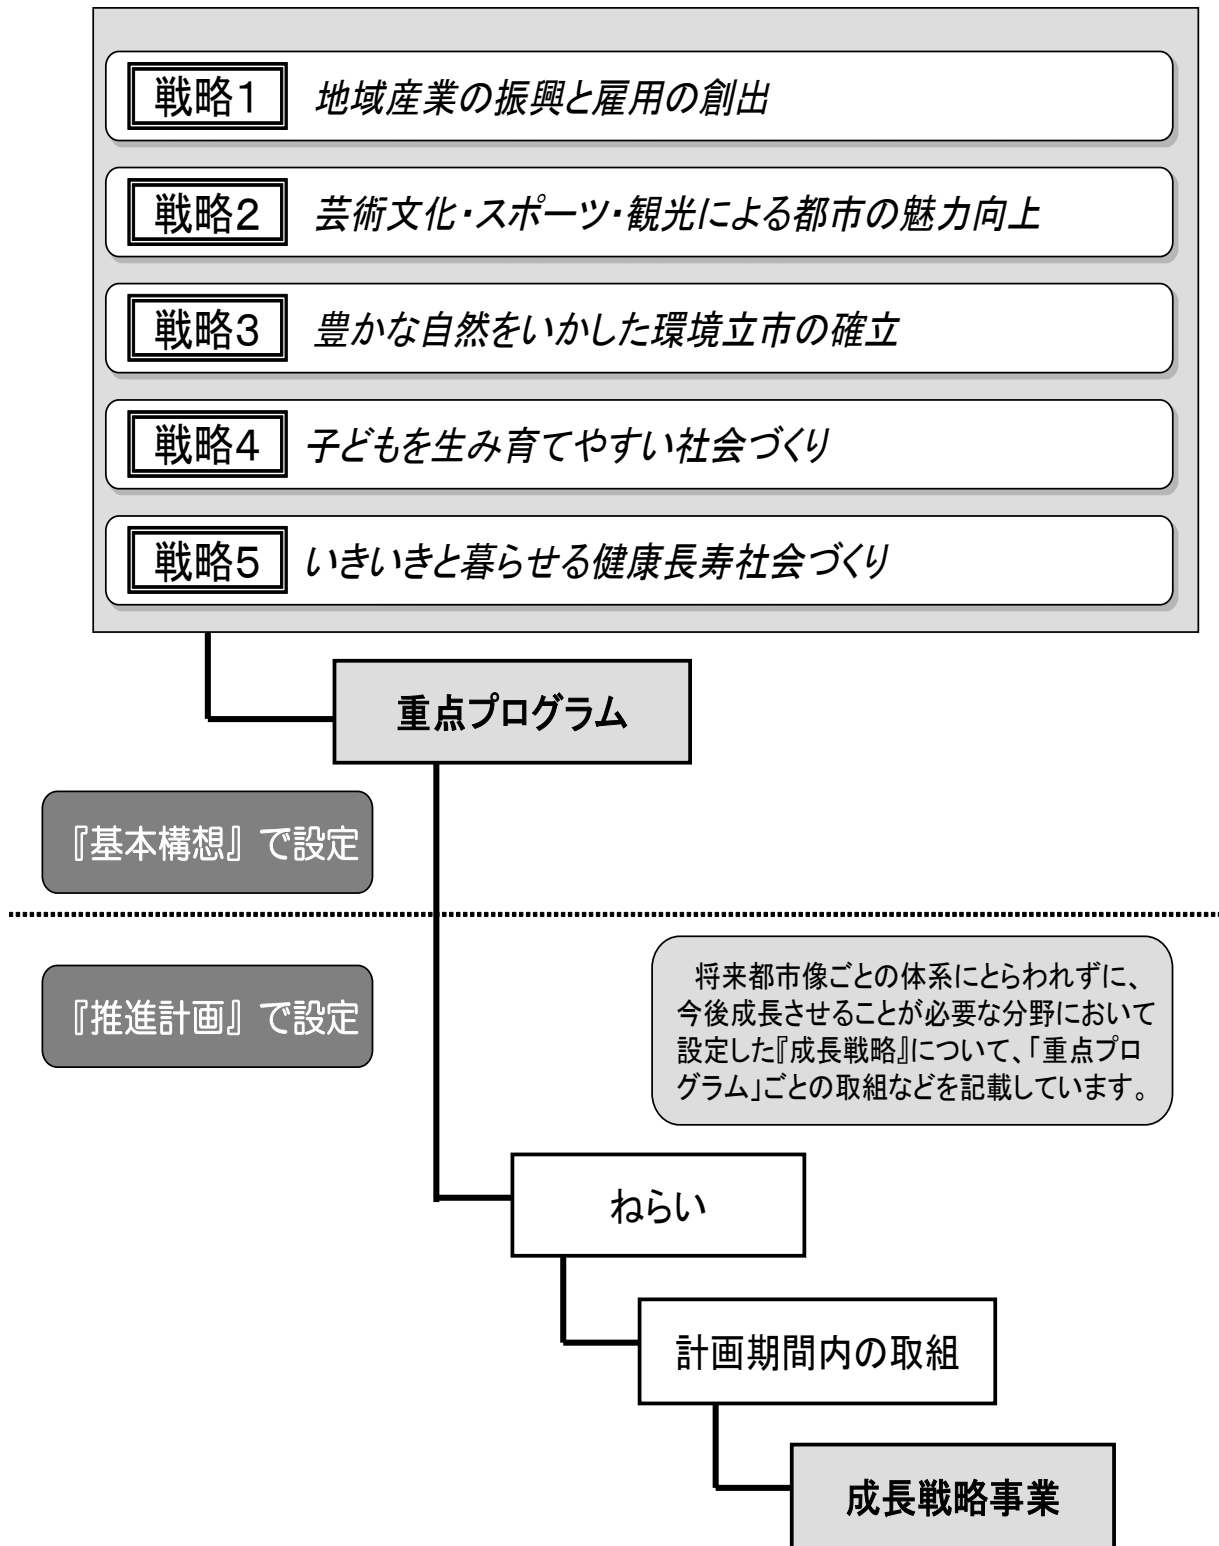 戦略1 地域産業の振興と雇用の創出
戦略2 芸術文化・スポーツ・観光による都市の魅力向上
戦略3 豊かな自然をいかした環境立市の確立
戦略4 子どもを生み育てやすい社会づくり
戦略5 いきいきと暮らせる健康長寿社会づくり
重点プログラム
『基本構想』で設定
『推進計画』で設定
将来都市像ごとの体系にとらわれずに、
今後成長させることが必要な分野において
設定した『成長戦略』について、「重点プロ
グラム」ごとの取組などを記載しています。
ねらい
計画期間内の取組
成長戦略事業